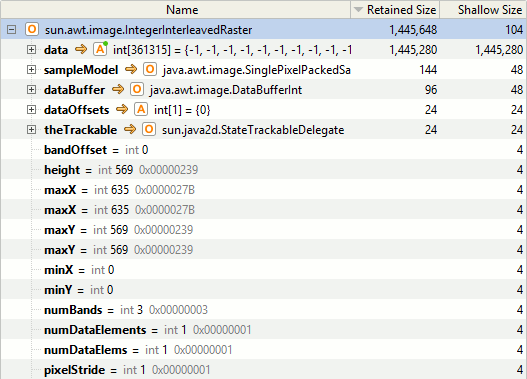 Name Retained Size Shallow Size
sun.awt.image.IntegerInterleavedRaster 1,445,648 104
data int[361315] = {-1, -1, -1, -1, -1, -1, -1, -1, -1 1,445,280 1,445,280
sampleModel java.awt.image.SinglePixelPackedSa 144 48
dataBuffer java.awt.image.DataBufferInt 96 48
dataOffsets int[1] = {0} 24 24
theTrackable sun.java2d.StateTrackableDelegate 24 24
bandOffset = int 0 4
height = int 569 0x00000239 4
maxX = int 635 0x0000027B 4
maxX = int 635 0x0000027B 4
maxY = int 569 0x00000239 4
maxY = int 569 0x00000239 4
minX = int 0 4
minY = int 0 4
numBands = int 3 0x00000003 4
numDataElements = int 1 0x00000001 4
numDataElems = int 1 0x00000001 4
pixelStride = int 1 0x00000001 4